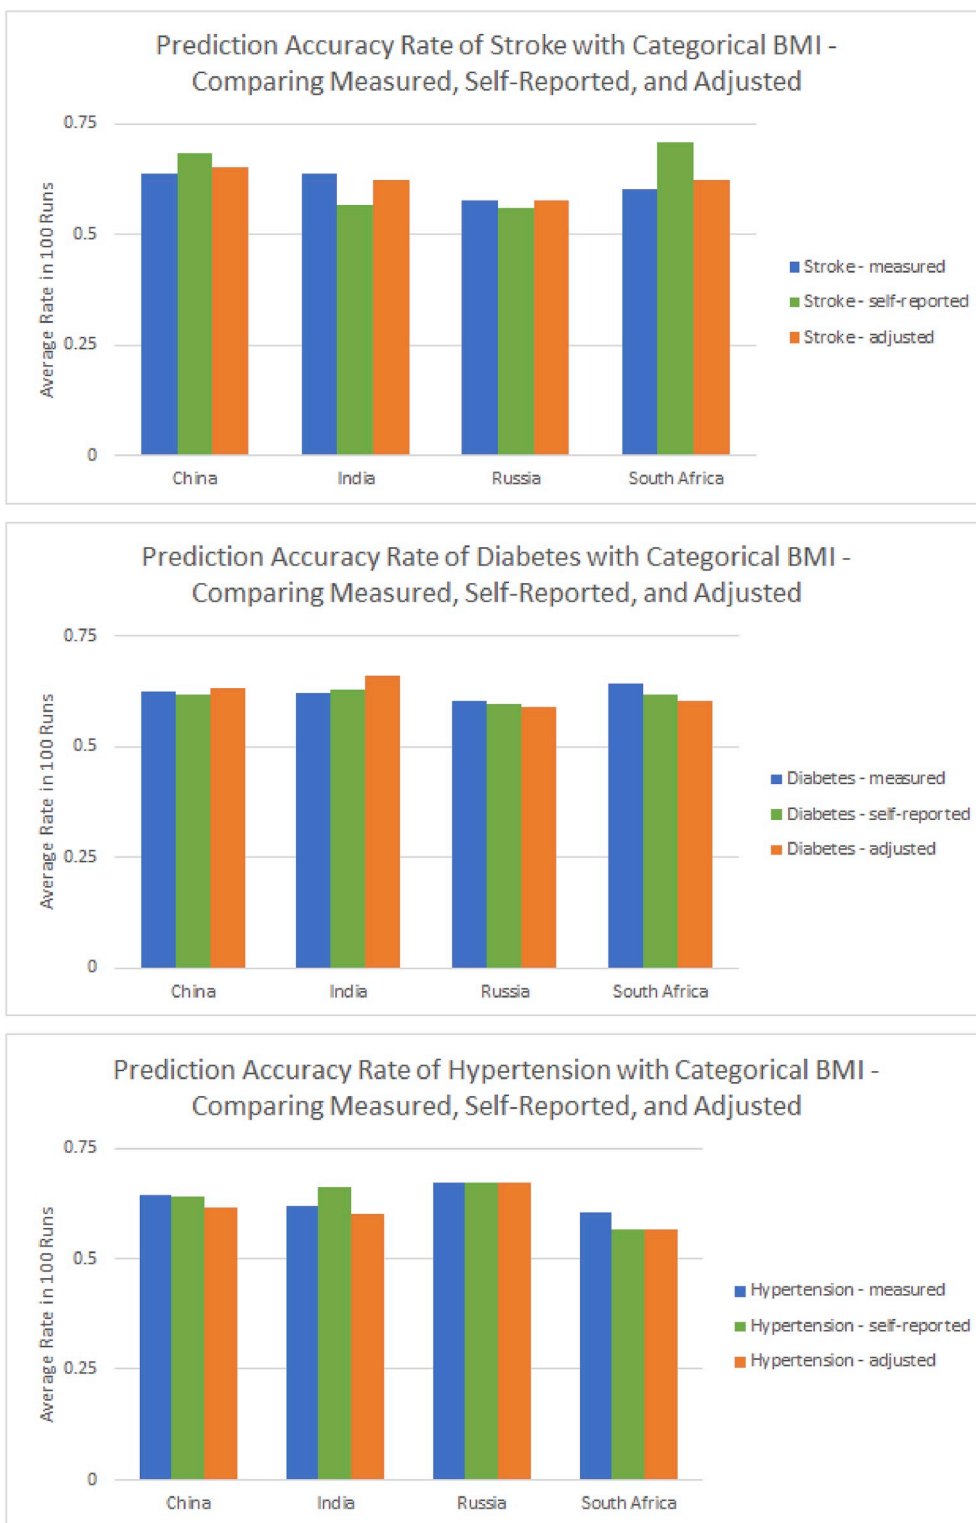 Prediction Accuracy Rate of Stroke with Categorical BMI -
Comparing Measured, Self-Reported, and Adjusted
0.75
0.5
0.25
0
Average Rate in 100 Runs
China
India
Russia
South Africa
Stroke - measured
Stroke - self-reported
Stroke - adjusted
Prediction Accuracy Rate of Diabetes with Categorical BMI -
Comparing Measured, Self-Reported, and Adjusted
0.75
0.5
0.25
0
Average Rate in 100 Runs
China
India
Russia
South Africa
Diabetes - measured
Diabetes - self-reported
Diabetes - adjusted
Prediction Accuracy Rate of Hypertension with Categorical BMI -
Comparing Measured, Self-Reported, and Adjusted
0.75
0.5
0.25
0
Average Rate in 100 Runs
China
India
Russia
South Africa
Hypertension - measured
Hypertension - self-reported
Hypertension - adjusted